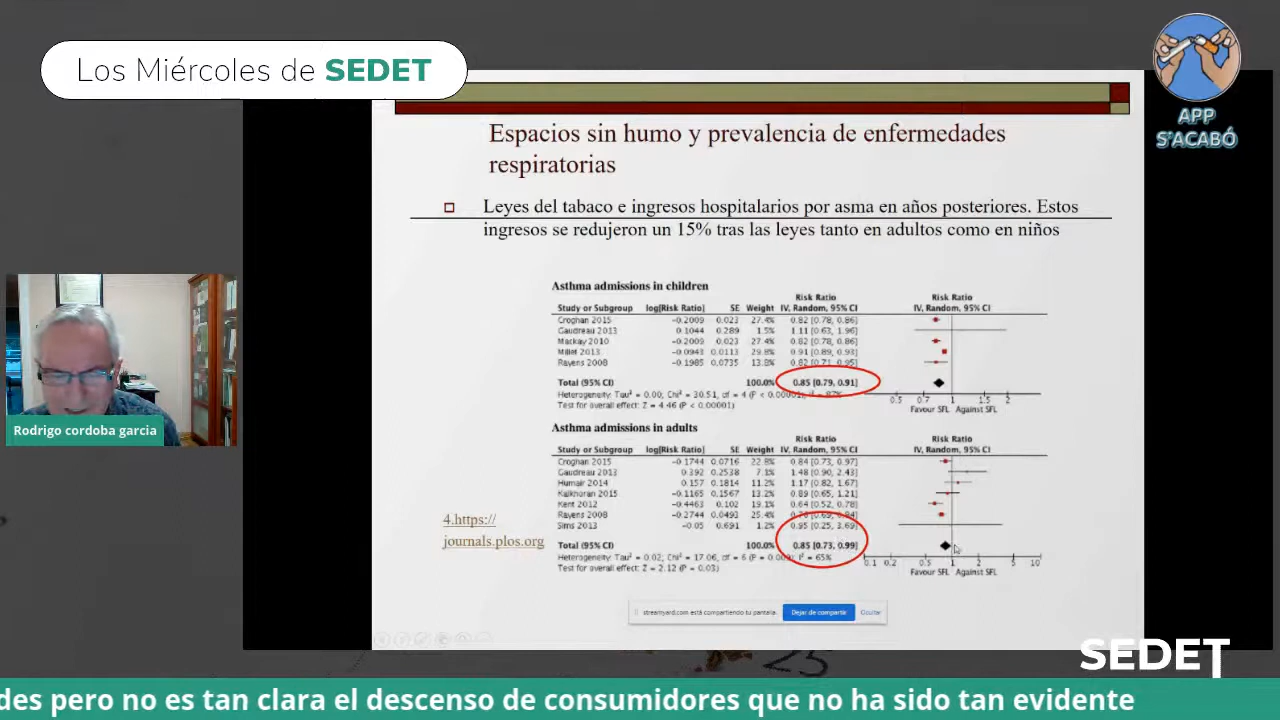 Los Miércoles de SEDET
APP
S'ACABÓ
Espacios sin humo y prevalencia de enfermedades
respiratorias
Leyes del tabaco e ingresos hospitalarios por asma en años posteriores. Estos
ingresos se redujeron un 15% tras las leyes tanto en adultos como en niños
Asthma admissions in children
Risk Ratio Risk Ratio
Study or Subgroup log[Risk Ratio] SE Weight IV, Random, 95% CI IV, Random, 95% CI
Croghan 2015 -0.2009 0.023 27.4% 0.82 [0.78, 0.86]
Gaudreau 2013 0.1044 0.289 1.5% 1.11 [0.63, 1.96]
Mackay 2010 -0.2009 0.023 27.4% 0.82 [0.78, 0.86]
Millet 2013 -0.0943 0.0113 29.8% 0.91 [0.89, 0.93]
Rayens 2008 -0.1985 0.0735 13.8% 0.82 [0.71, 0.95]
Total (95% CI) 100.0% 0.85 [0.79, 0.91]
Heterogeneity: Tau² = 0.00; Chi² = 30.51, df = 4 (P < 0.00001); I² = 87%
Test for overall effect: Z = 4.46 (P < 0.00001)
0.5 0.7 1 1.5 2
Favour SFL Against SFL
Asthma admissions in adults
Risk Ratio Risk Ratio
Study or Subgroup log[Risk Ratio] SE Weight IV, Random, 95% CI IV, Random, 95% CI
Croghan 2015 -0.1744 0.0716 22.8% 0.84 [0.73, 0.97]
Gaudreau 2013 0.392 0.2538 7.1% 1.48 [0.90, 2.43]
Humair 2014 0.157 0.1814 11.2% 1.17 [0.82, 1.67]
Kalkhoran 2015 -0.1165 0.1567 13.2% 0.89 [0.65, 1.21]
Kent 2012 -0.4463 0.102 19.1% 0.64 [0.52, 0.78]
Rayens 2008 -0.2744 0.0493 25.4%
Sims 2013 -0.05 0.691 1.2% 0.95 [0.25, 3.69]
Total (95% CI) 100.0% 0.85 [0.73, 0.99]
Heterogeneity: Tau² = 0.02; Chi² = 17.06, df = 6 I² = 65%
Test for overall effect: Z = 2.12 (P = 0.03)
0.1 0.2 0.5 1 2 5 10
Favour SFL Against SFL
4.https://
journals.plos.org
streamyard.com está compartiendo tu pantalla.
Dejar de compartir
Ocultar
Rodrigo cordoba garcia
25
SEDET
des pero no es tan clara el descenso de consumidores que no ha sido tan evidente